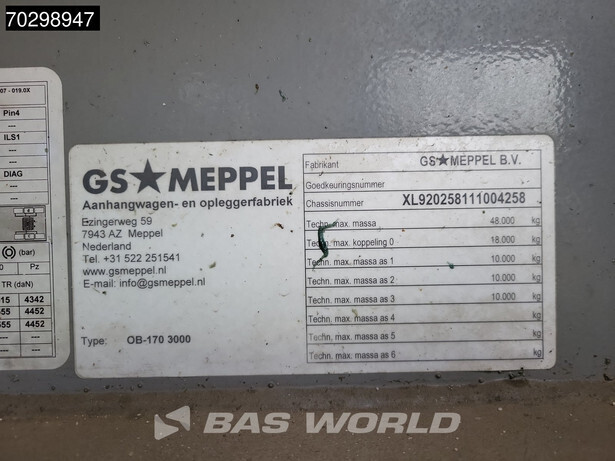 70298947
07 - 019.0X
Pin4
---
ILS1
---
---
DIAG
---
(bar)
0 Pz
TR (daN)
15 4342
555 4452
555 4452
GS★MEPPEL
Aanhangwagen- en opleggerfabriek
Ezingerweg 59
7943 AZ Meppel
Nederland
Tel. +31 522 251541
www.gsmeppel.nl
E-mail: info@gsmeppel.nl
Type: OB-170 3000
Fabrikant GS★MEPPEL B.V.
Goedkeuringsnummer
Chassisnummer XL920258111004258
Techn. max. massa 48.000 kg
Techn. max. koppeling 0 18.000 kg
Techn. max. massa as 1 10.000 kg
Techn. max. massa as 2 10.000 kg
Techn. max. massa as 3 10.000 kg
Techn. max. massa as 4 kg
Techn. max. massa as 5 kg
Techn. max. massa as 6 kg
BAS WORLD